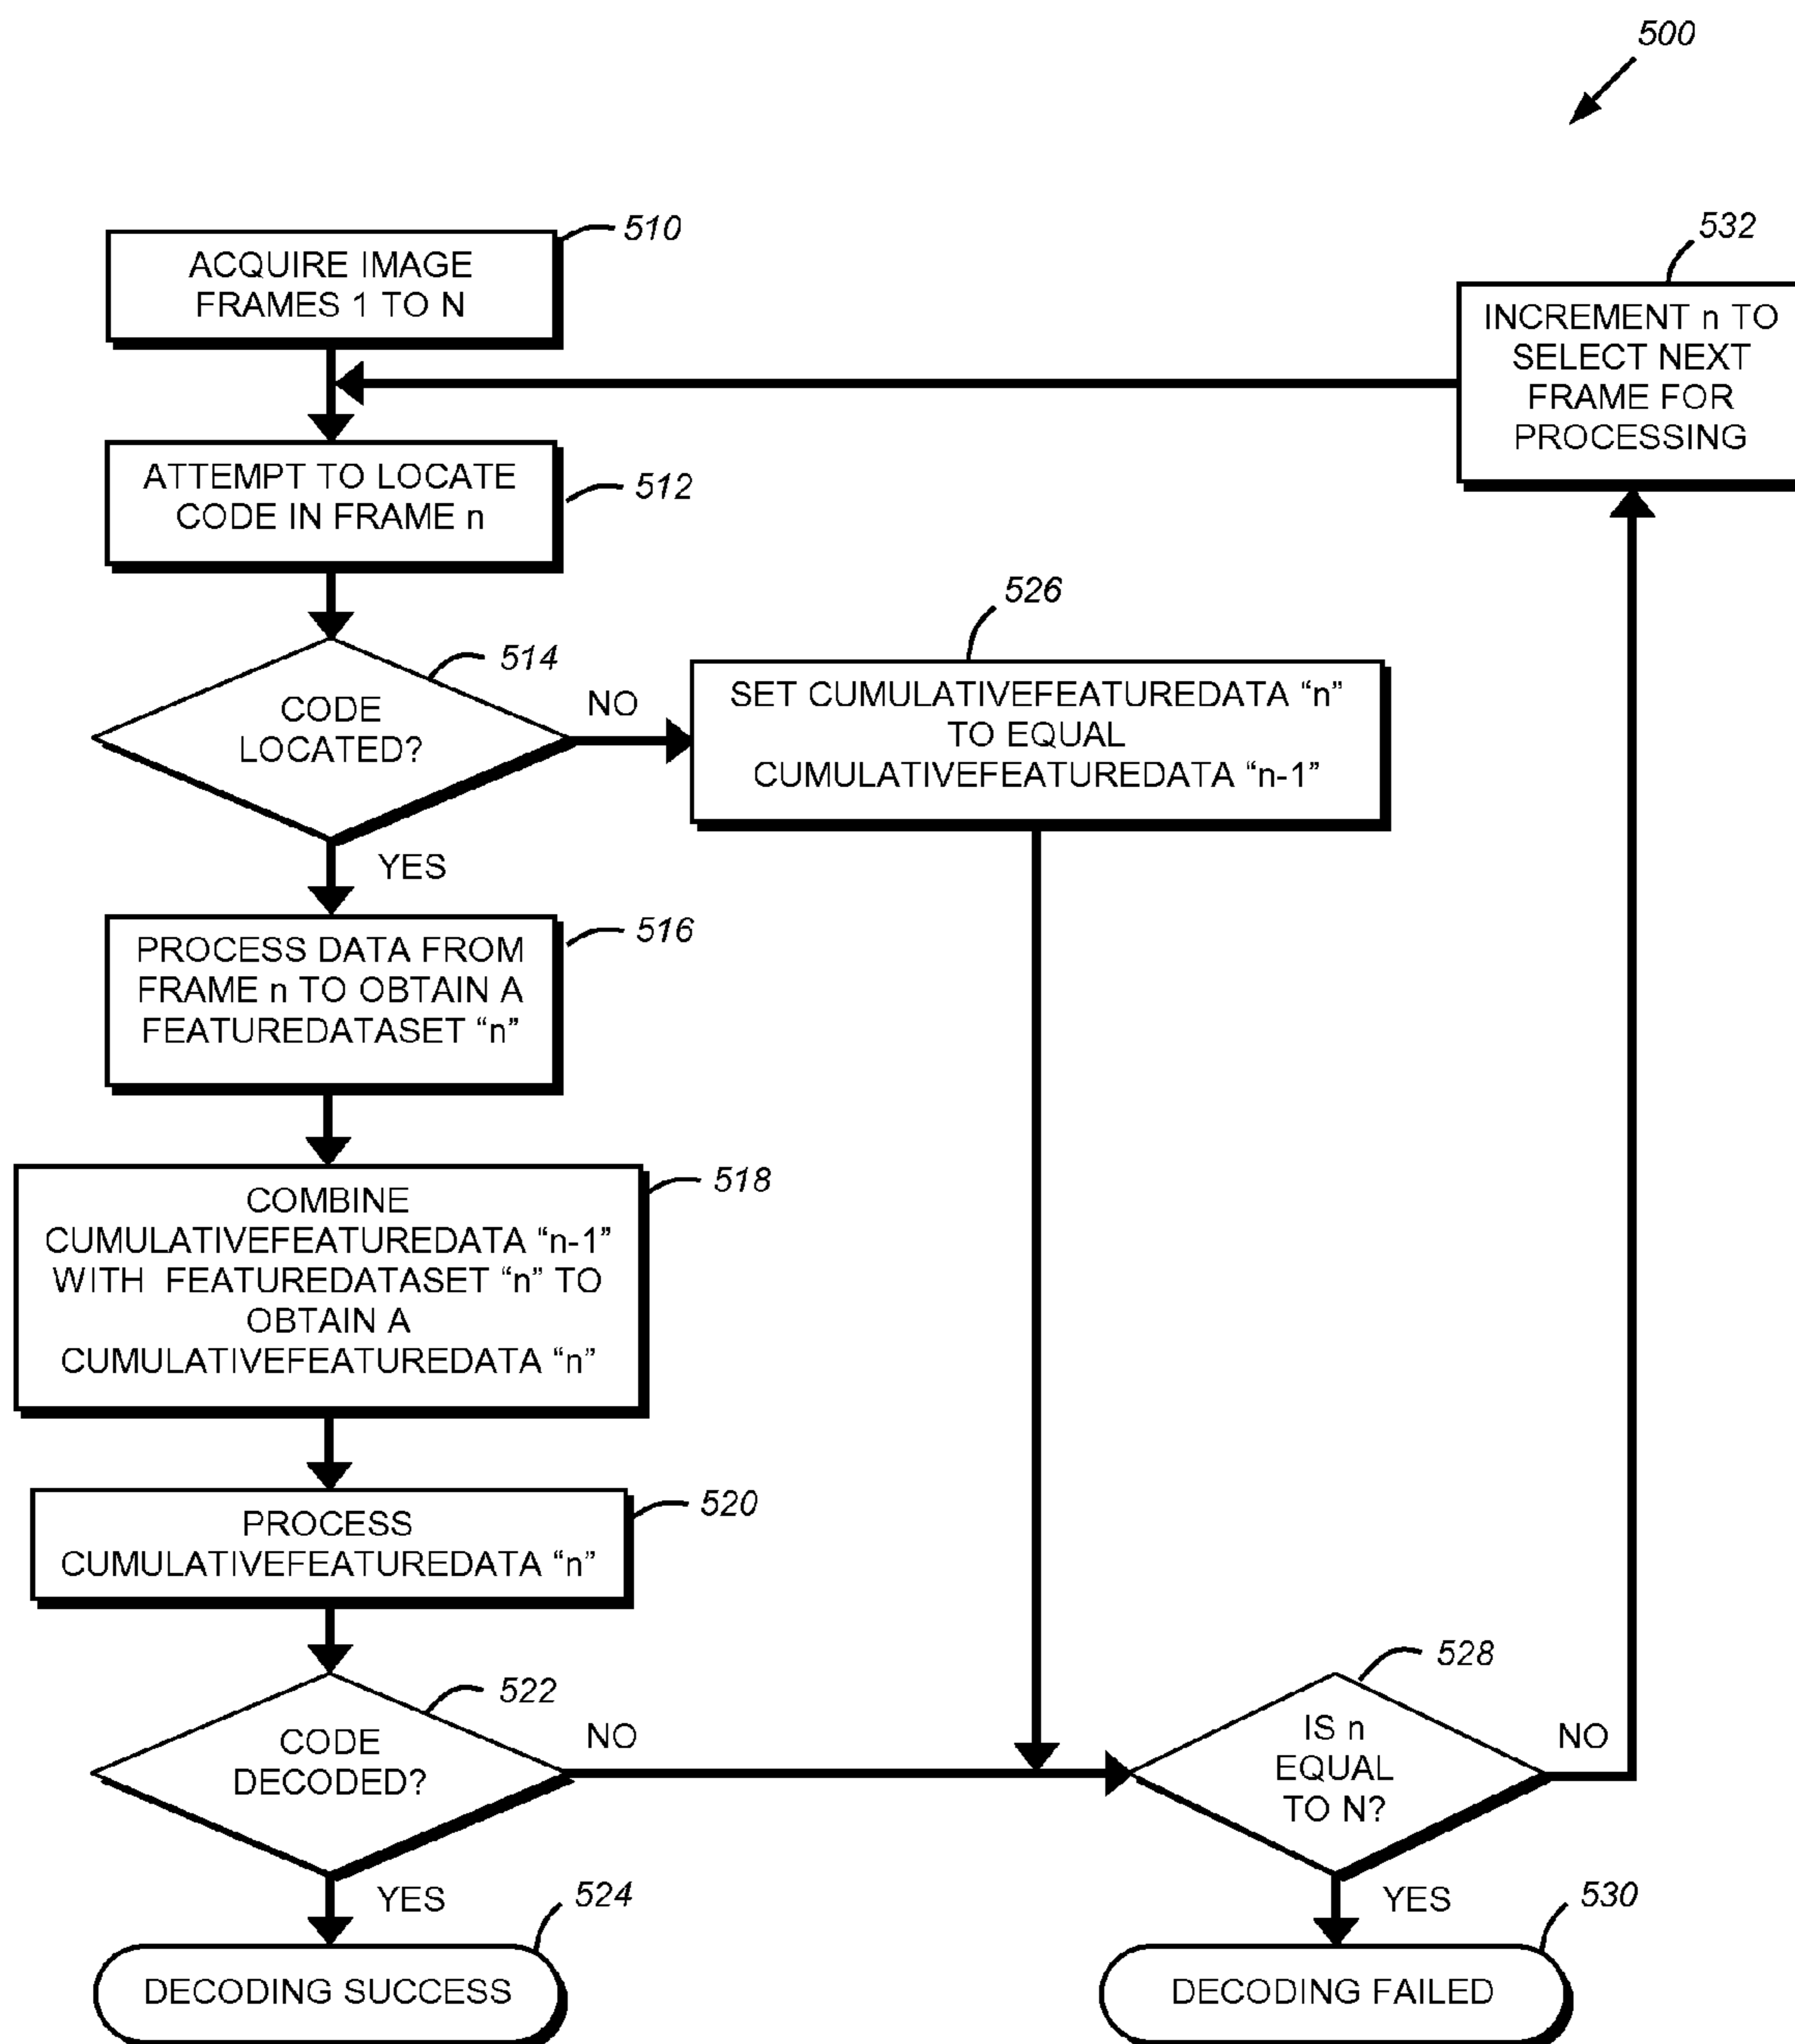 500
510
ACQUIRE IMAGE
FRAMES 1 TO N
532
INCREMENT n TO
SELECT NEXT
FRAME FOR
PROCESSING
ATTEMPT TO LOCATE
CODE IN FRAME n
512
514
CODE
LOCATED?
NO
526
SET CUMULATIVEFEATUREDATA “n”
TO EQUAL
CUMULATIVEFEATUREDATA “n-1”
YES
516
PROCESS DATA FROM
FRAME n TO OBTAIN A
FEATUREDATASET “n”
518
COMBINE
CUMULATIVEFEATUREDATA “n-1”
WITH FEATUREDATASET “n” TO
OBTAIN A
CUMULATIVEFEATUREDATA “n”
520
PROCESS
CUMULATIVEFEATUREDATA “n”
522
CODE
DECODED?
NO
528
IS n
EQUAL
TO N?
NO
YES
524
DECODING SUCCESS
YES
530
DECODING FAILED